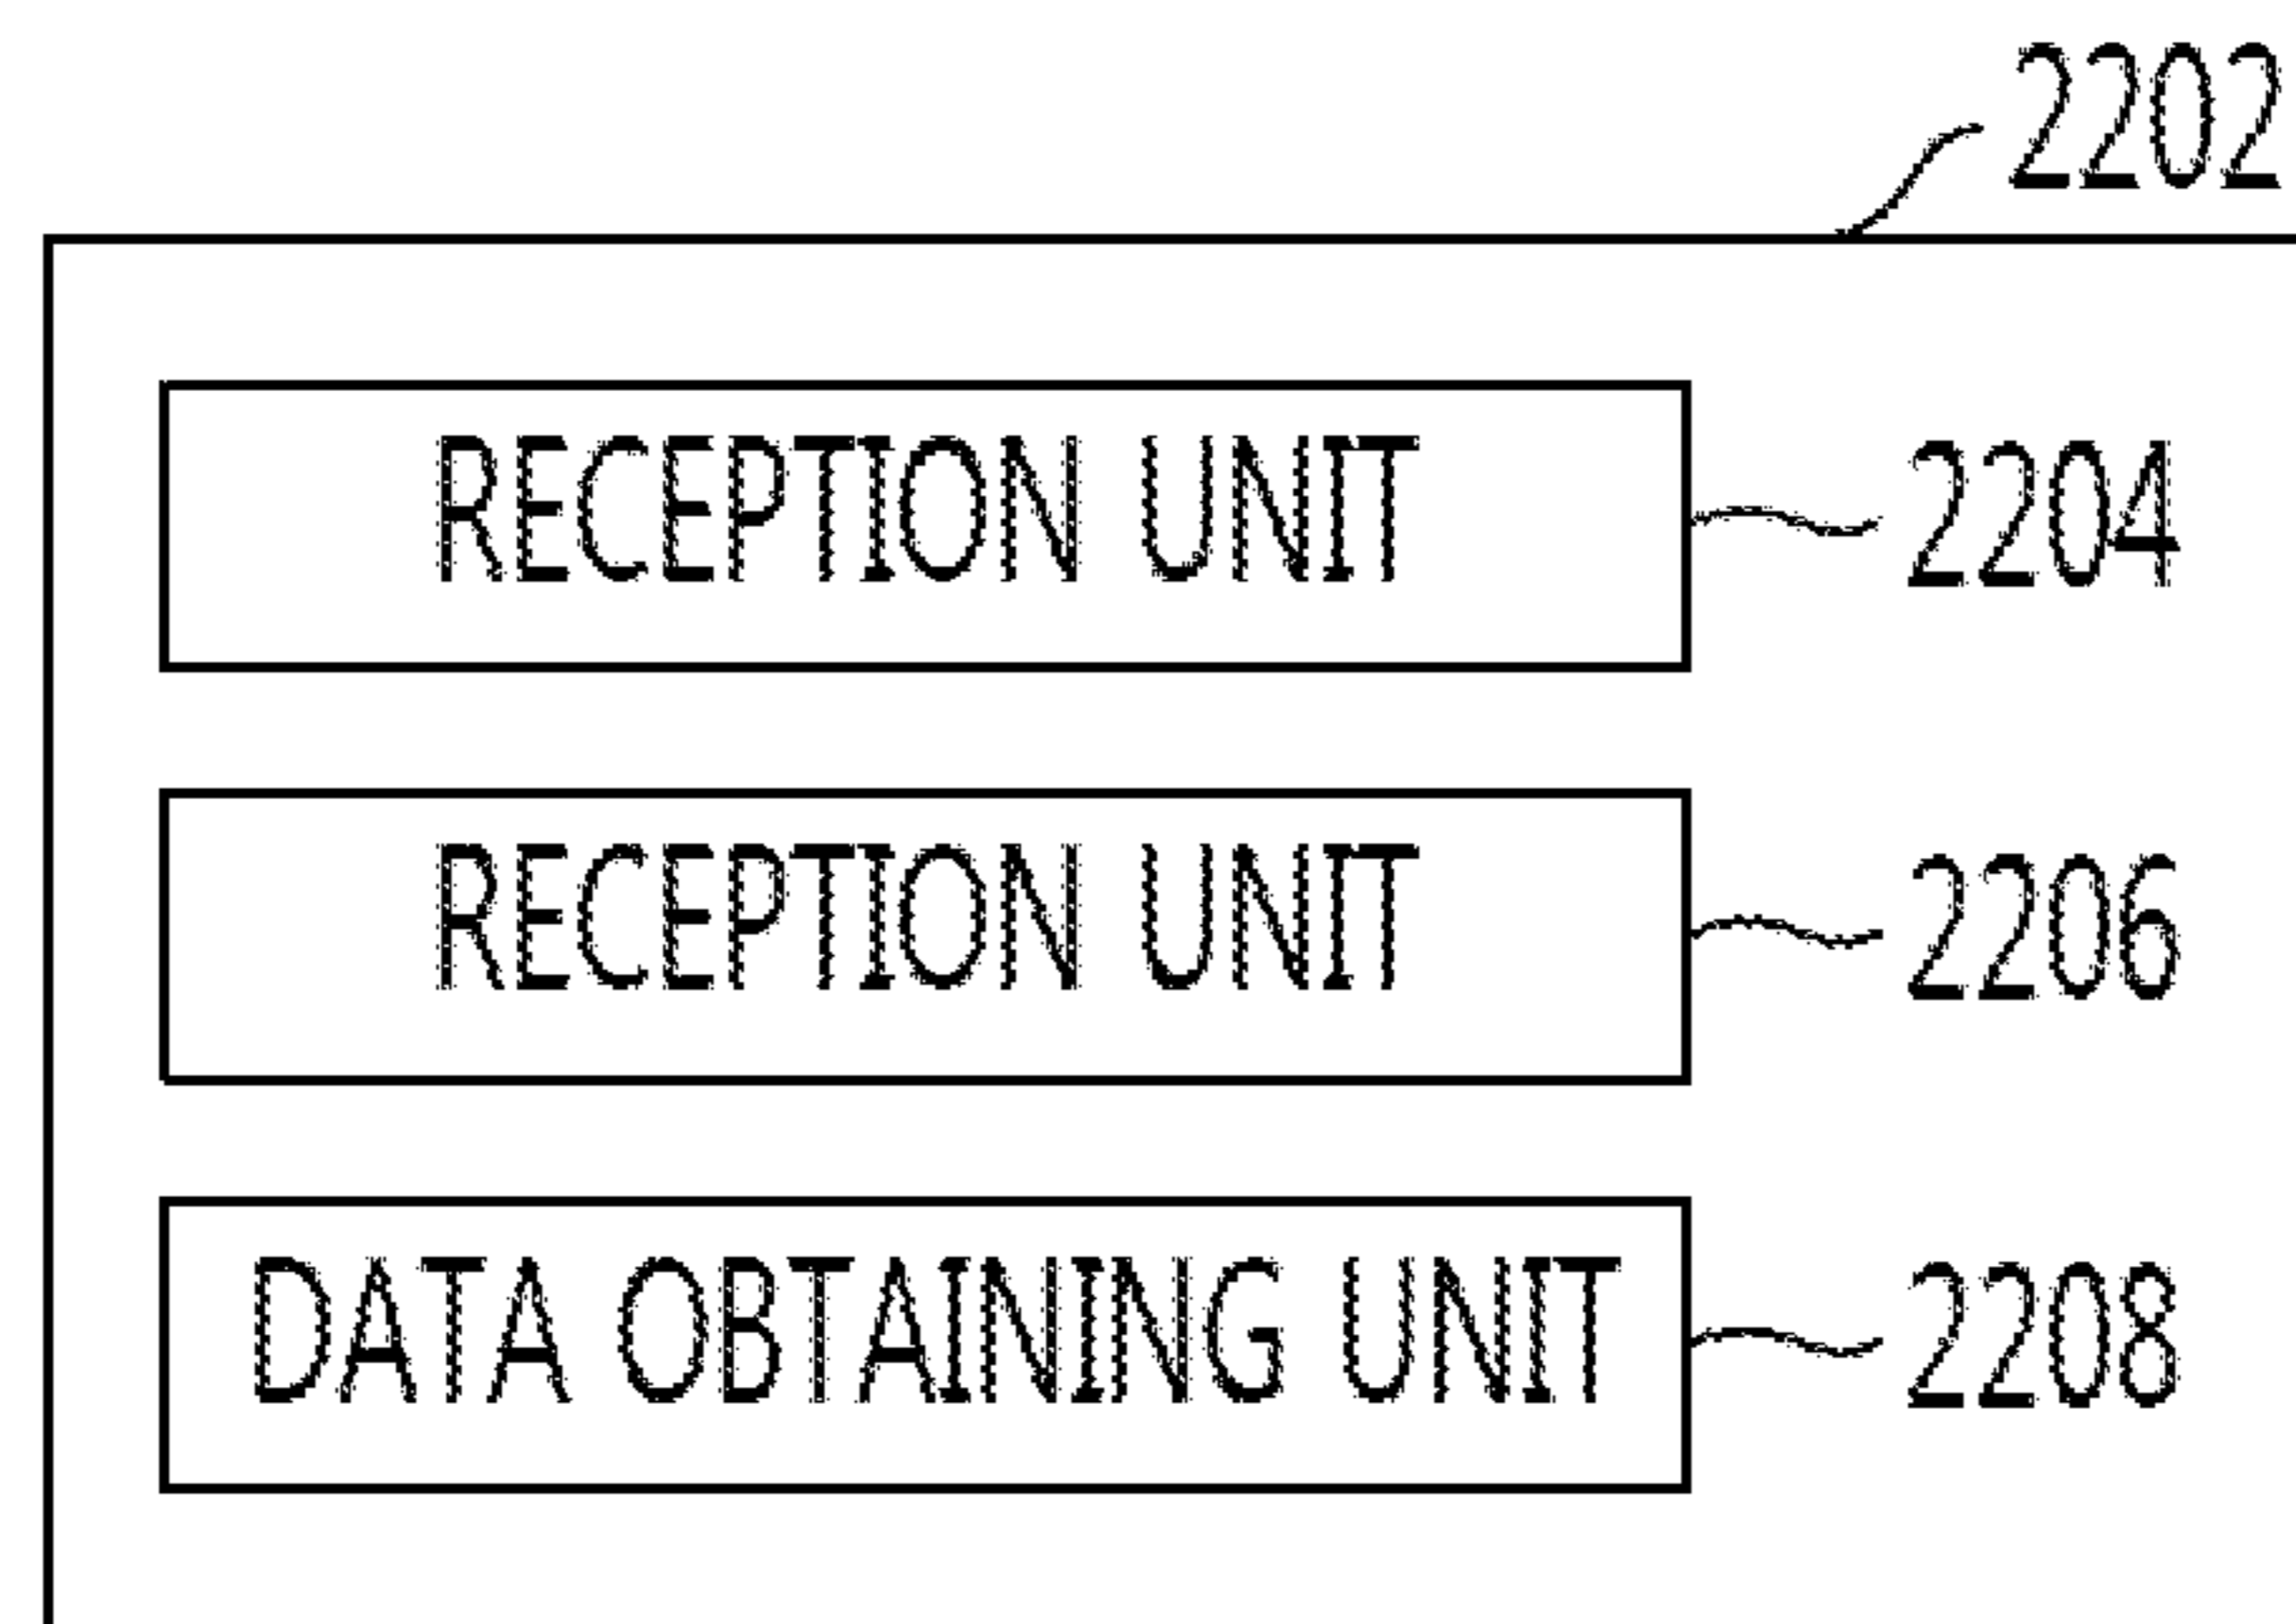 2202
RECEPTION UNIT 2204
RECEPTION UNIT 2206
DATA OBTAINING UNIT 2208